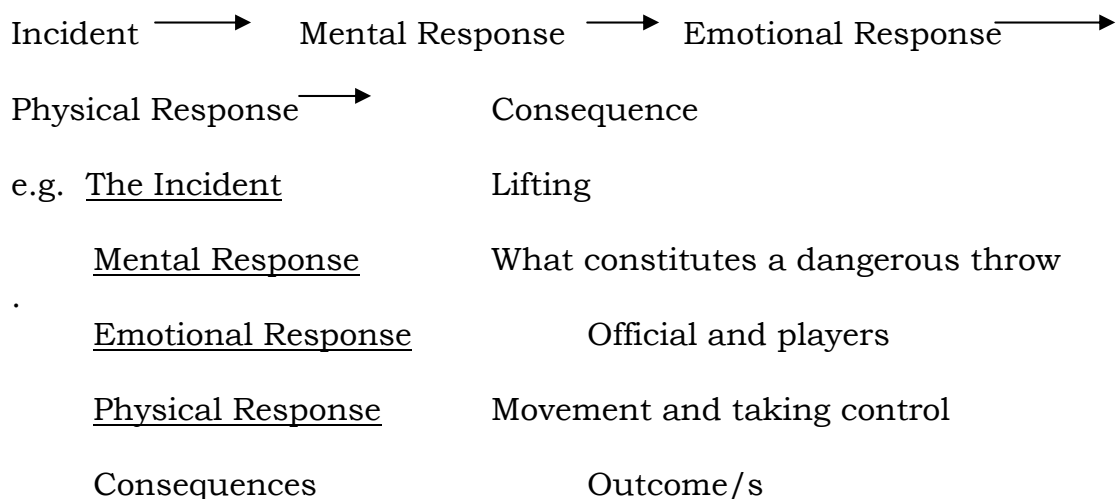 Incident Mental Response Emotional Response
Physical Response Consequence
e.g. The Incident Lifting
Mental Response What constitutes a dangerous throw
.
Emotional Response Official and players
Physical Response Movement and taking control
Consequences Outcome/s